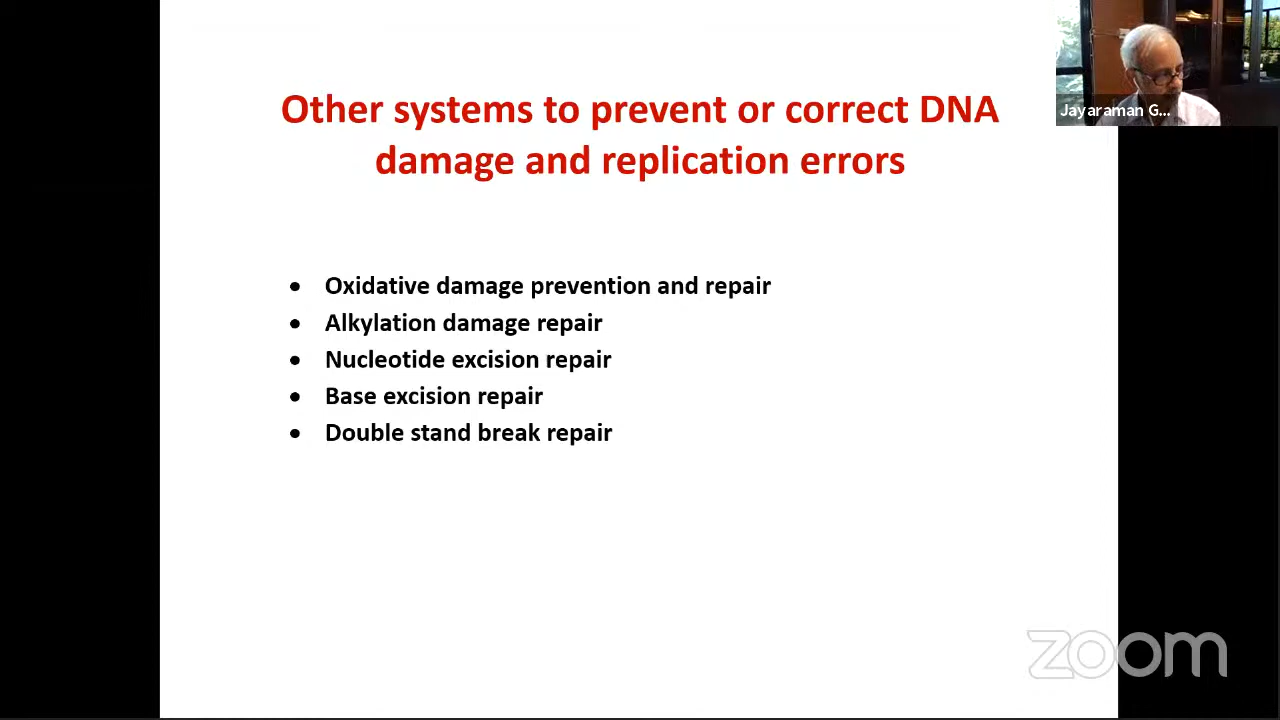 Other systems to prevent or correct DNA
damage and replication errors
• Oxidative damage prevention and repair
• Alkylation damage repair
• Nucleotide excision repair
• Base excision repair
• Double stand break repair
Jayaraman G...
zoom